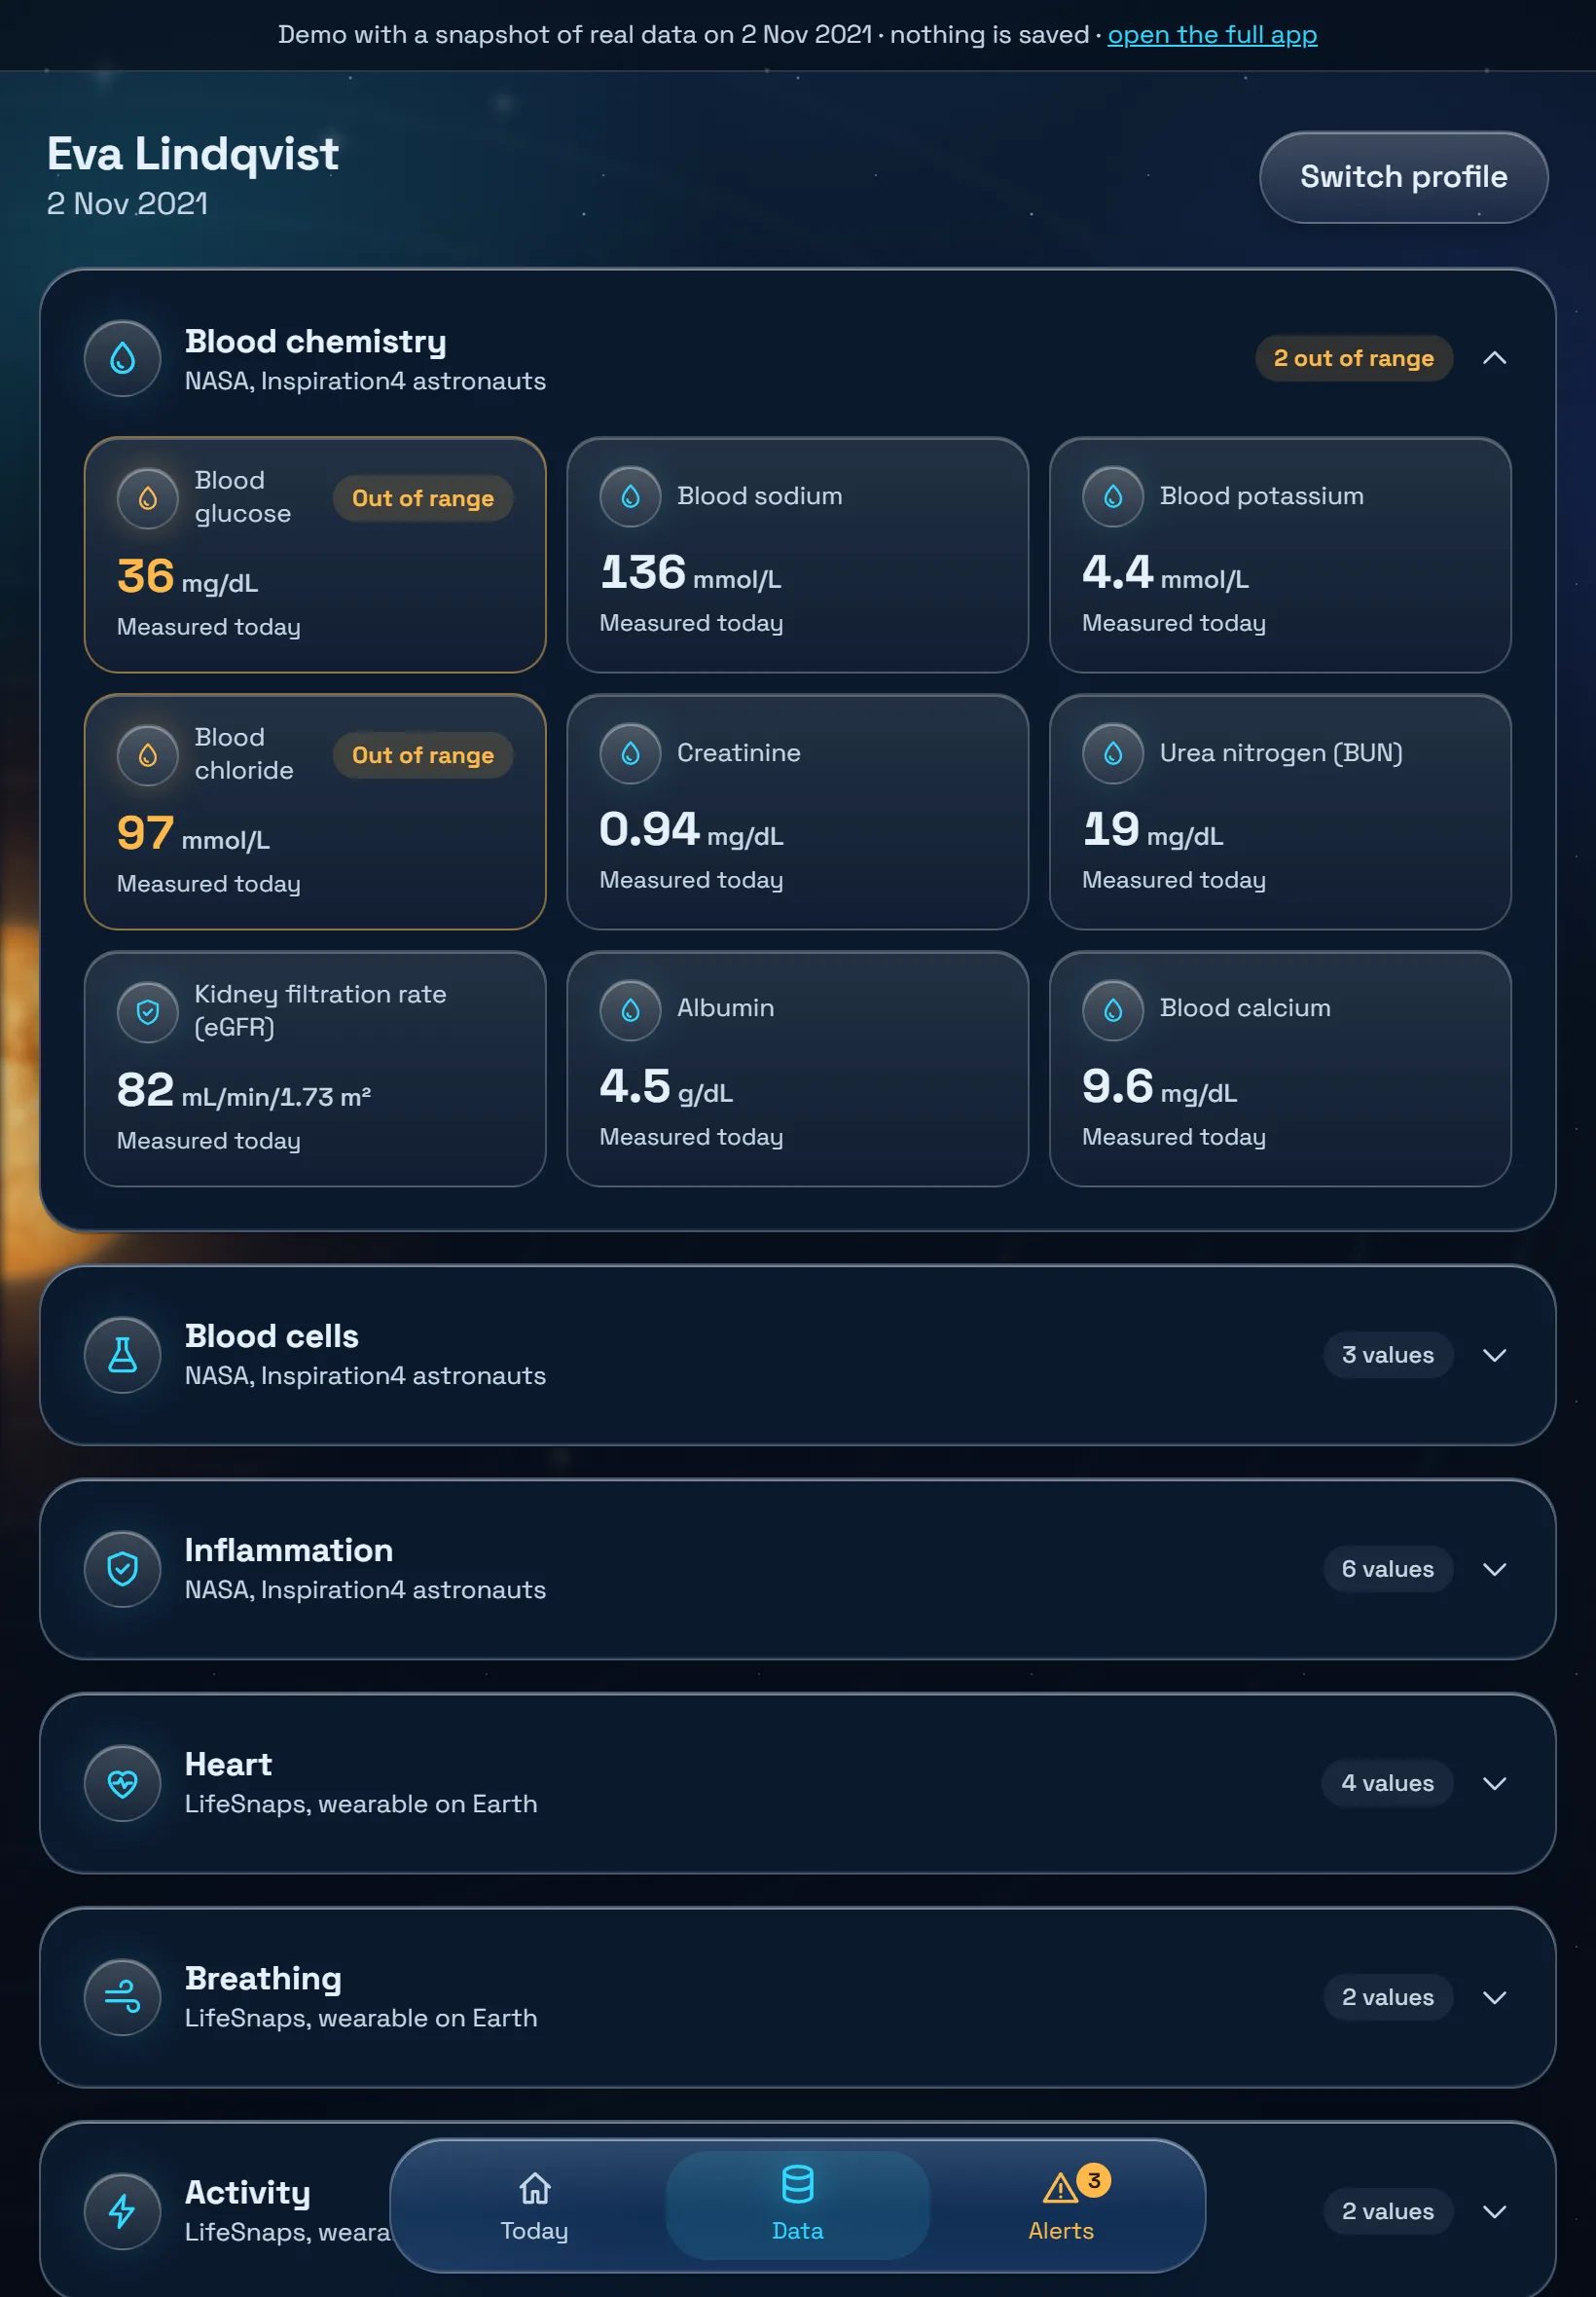 Demo with a snapshot of real data on 2 Nov 2021 · nothing is saved · open the full app
Eva Lindqvist
2 Nov 2021
Switch profile
Blood chemistry
NASA, Inspiration4 astronauts
2 out of range
Blood
glucose
Out of range
36 mg/dL
Measured today
Blood sodium
136 mmol/L
Measured today
Blood potassium
4.4 mmol/L
Measured today
Blood
chloride
Out of range
97 mmol/L
Measured today
Creatinine
0.94 mg/dL
Measured today
Urea nitrogen (BUN)
19 mg/dL
Measured today
Kidney filtration rate
(eGFR)
82 mL/min/1.73 m²
Measured today
Albumin
4.5 g/dL
Measured today
Blood calcium
9.6 mg/dL
Measured today
Blood cells
NASA, Inspiration4 astronauts
3 values
Inflammation
NASA, Inspiration4 astronauts
6 values
Heart
LifeSnaps, wearable on Earth
4 values
Breathing
LifeSnaps, wearable on Earth
2 values
Activity
LifeSnaps, weara
2 values
Today
Data
3
Alerts